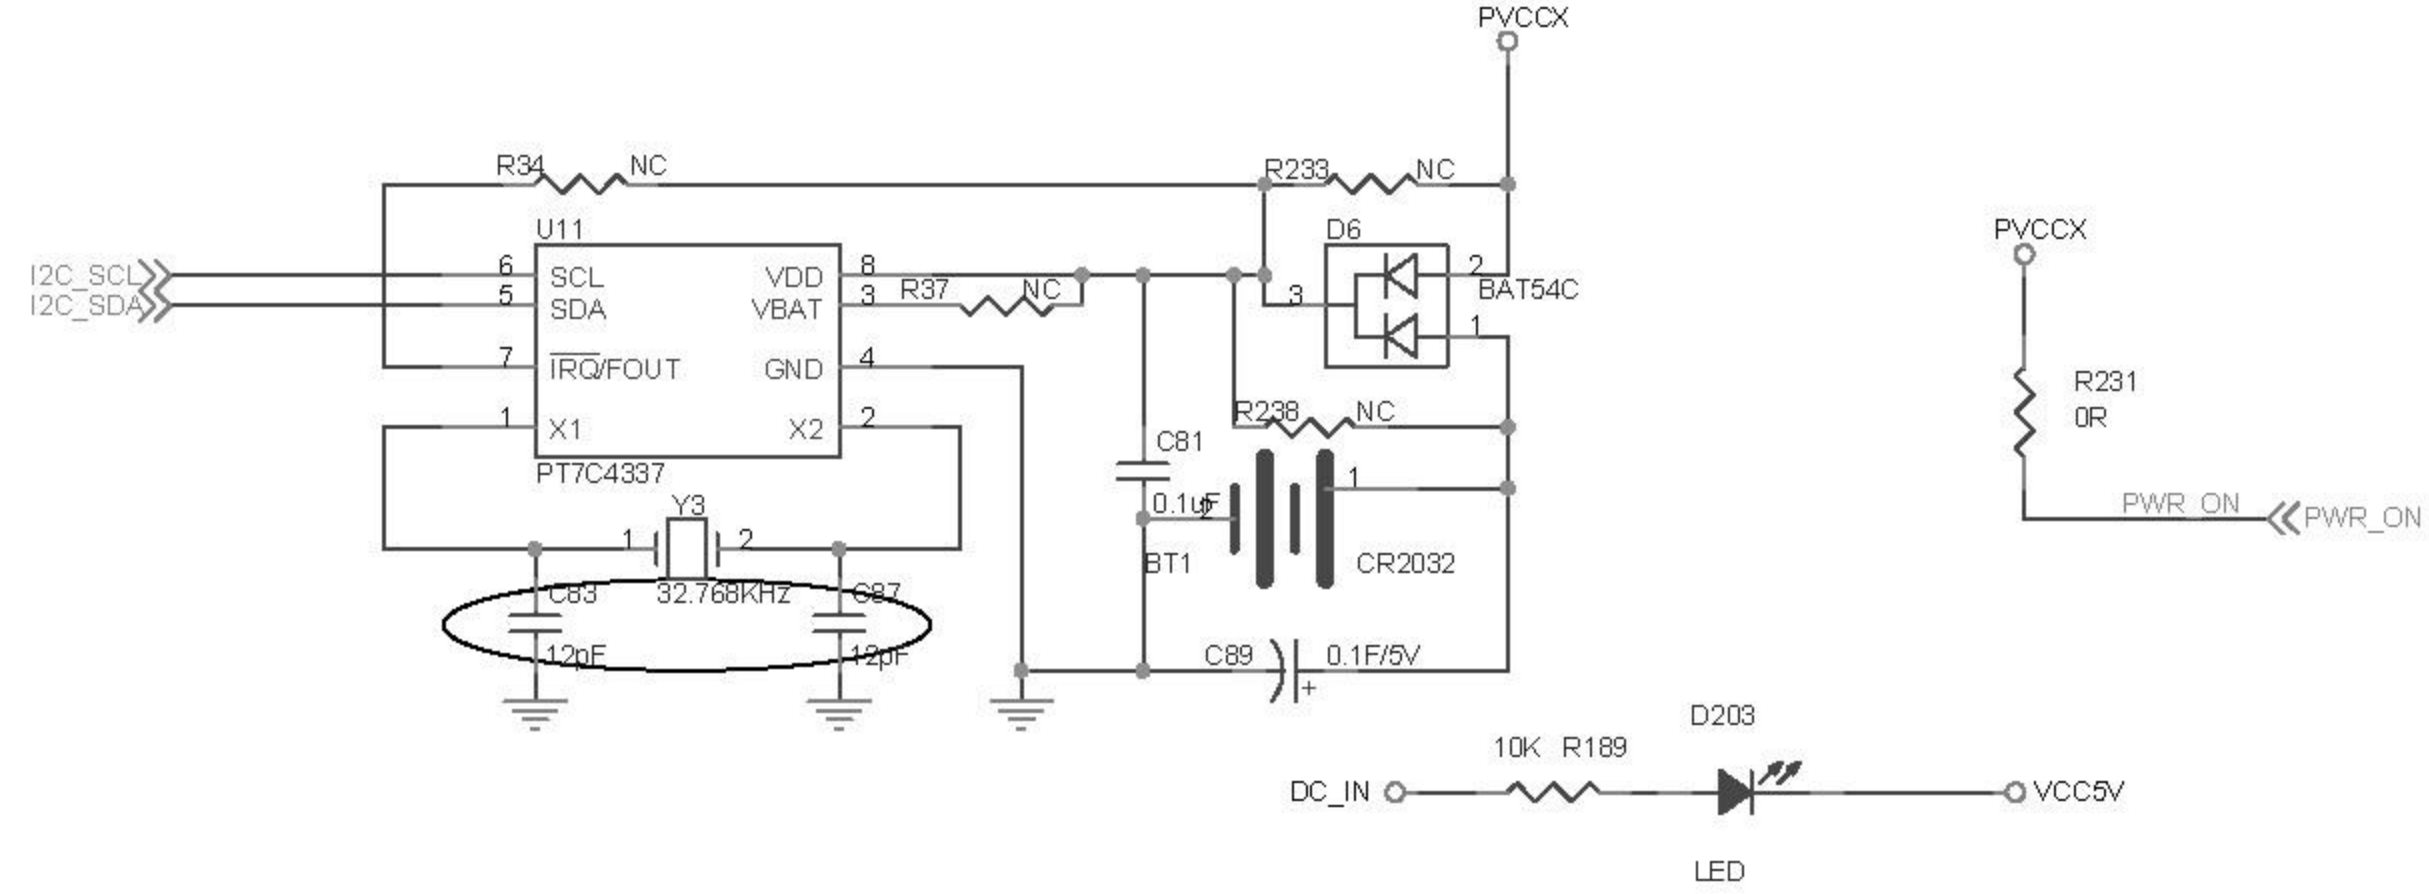 PVCCX
R34 NC
R233 NC
U11
D6
PVCCX
I2C_SCL
6 SCL
VDD 8
2
BAT54C
I2C_SDA
5 SDA
VBAT 3
R37 NC
3
1
7 IRQ/FOUT
GND 4
R231
0R
1 X1
X2 2
R238 NC
PT7C4337
C81
0.1uF
2
1
Y3
1 2
PWR_ON
PWR_ON
BT1
CR2032
C83
32.768KHz
C87
12pF
12pF
C89
0.1F/5V
+
D203
10K R189
DC_IN
VCC5V
LED